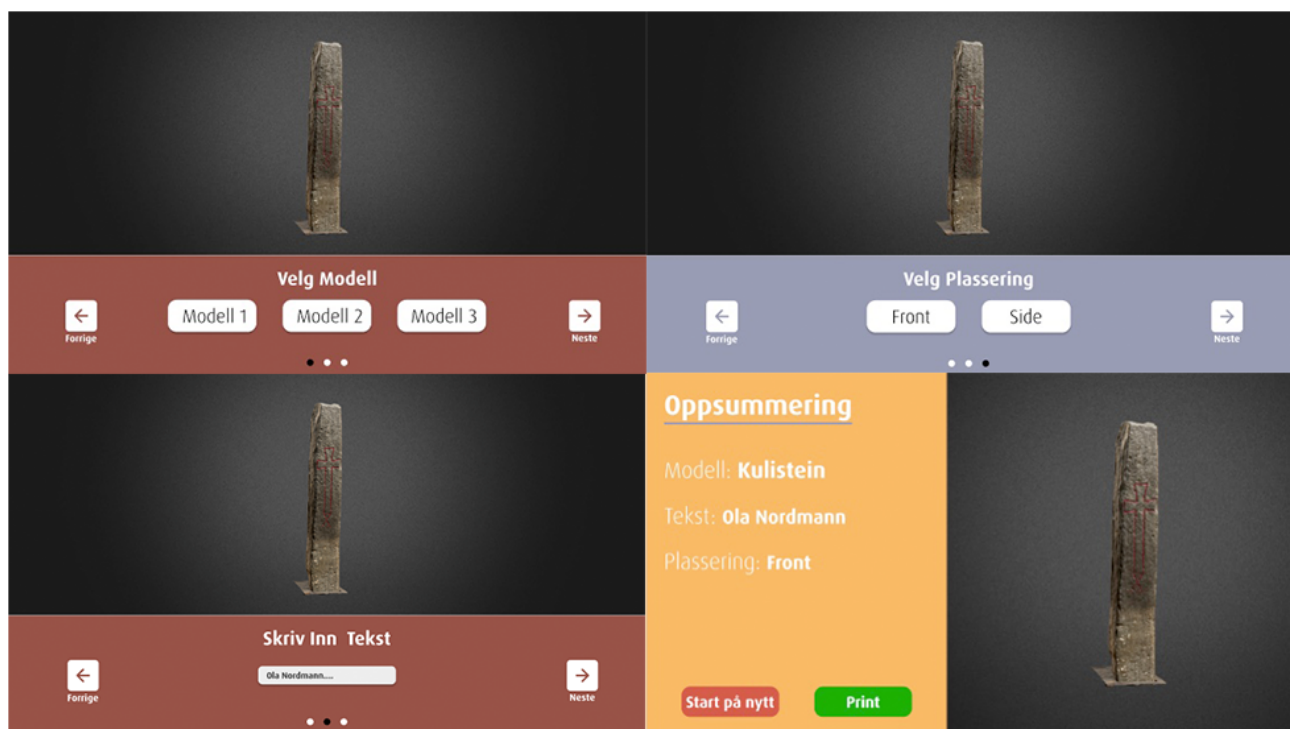 Velg Modell
Modell 1 Modell 2 Modell 3
Forrige Neste
Velg Plassering
Front Side
Forrige Neste
Skriv Inn Tekst
Ola Nordmann....
Forrige Neste
Oppsummering
Modell: Kulistein
Tekst: Ola Nordmann
Plassering: Front
Start på nytt Print